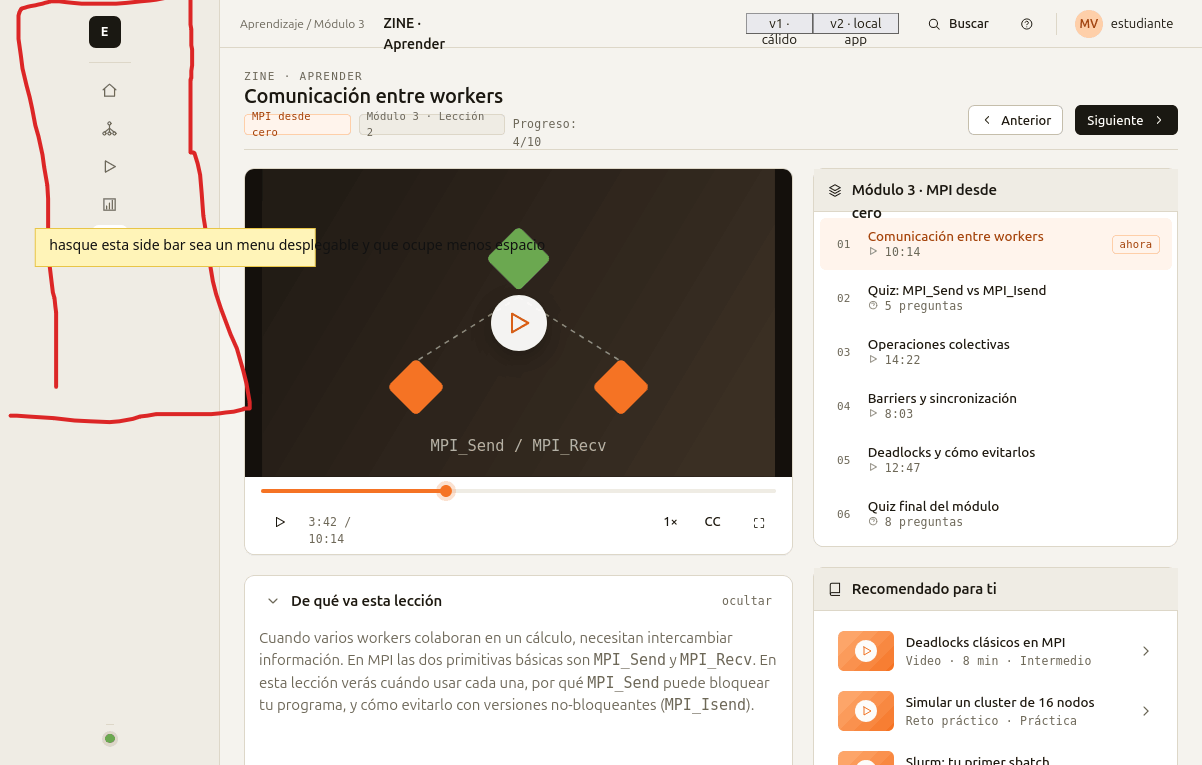 E
Aprendizaje / Módulo 3
ZINE ·
Aprender
v1 ·
cálido
v2 · local
app
Buscar
MV
estudiante
ZINE · APRENDER
Comunicación entre workers
MPI desde
cero
Módulo 3 · Lección
2
Progreso:
4/10
Anterior
Siguiente
hasque esta side bar sea un menu desplegable y que ocupe menos espacio
MPI_Send / MPI_Recv
3:42 /
10:14
1×
CC
De qué va esta lección
ocultar
Cuando varios workers colaboran en un cálculo, necesitan intercambiar
información. En MPI las dos primitivas básicas son MPI_Send y MPI_Recv. En
esta lección verás cuándo usar cada una, por qué MPI_Send puede bloquear
tu programa, y cómo evitarlo con versiones no-bloqueantes (MPI_Isend).
Módulo 3 · MPI desde
cero
01
Comunicación entre workers
10:14
ahora
02
Quiz: MPI_Send vs MPI_Isend
5 preguntas
03
Operaciones colectivas
14:22
04
Barriers y sincronización
8:03
05
Deadlocks y cómo evitarlos
12:47
06
Quiz final del módulo
8 preguntas
Recomendado para ti
Deadlocks clásicos en MPI
Video · 8 min · Intermedio
Simular un cluster de 16 nodos
Reto práctico · Práctica
Slurm: tu primer sbatch